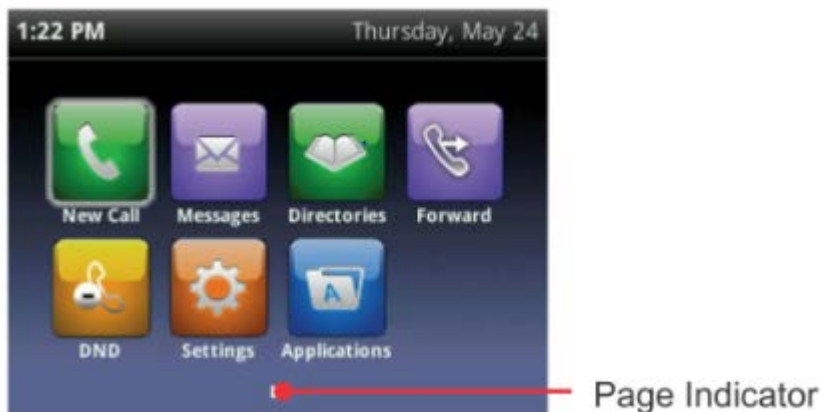 1:22 PM Thursday, May 24
New Call Messages Directories Forward
A
DND Settings Applications
Page Indicator